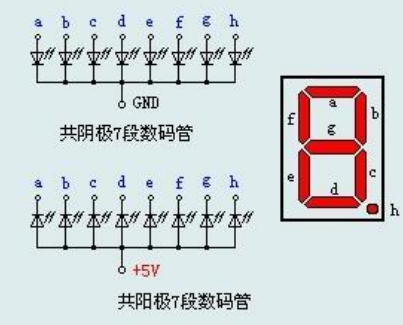 a b c d e f g h
GND
共阴极7段数码管
a b c d e f g h
+5V
共阳极7段数码管
a
f b
g
e c
d
h